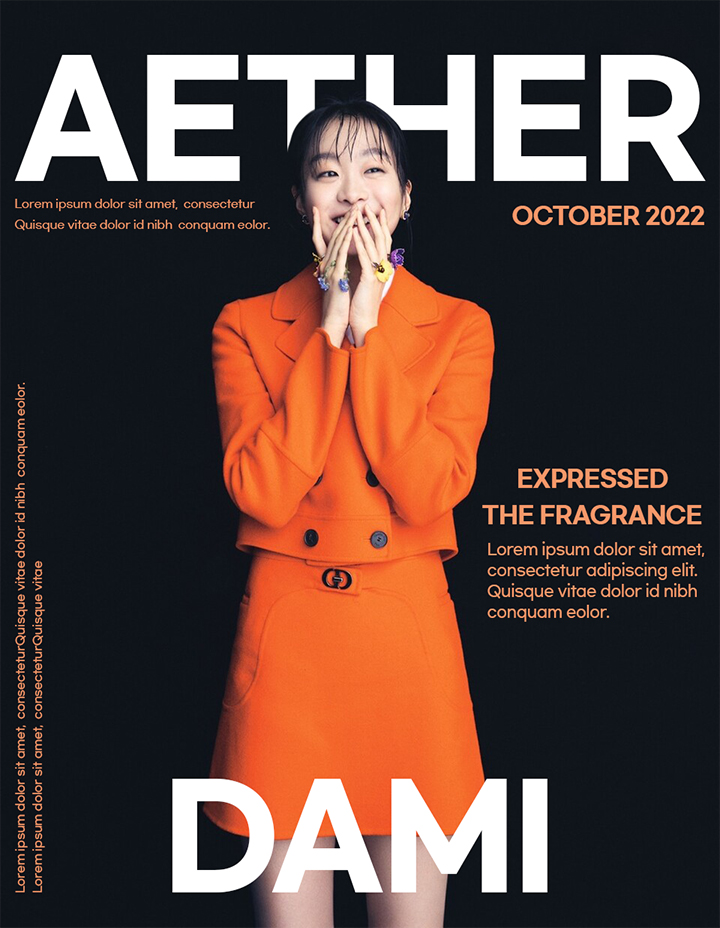 AETHER
Lorem ipsum dolor sit amet, consectetur
Quisque vitae dolor id nibh conquam eolor.
OCTOBER 2022
EXPRESSED
THE FRAGRANCE
Lorem ipsum dolor sit amet,
consectetur adipiscing elit.
Quisque vitae dolor id nibh
conquam eolor.
Lorem ipsum dolor sit amet, consecteturQuisque vitae dolor id nibh conquam eolor.
Lorem ipsum dolor sit amet, consecteturQuisque vitae
DAMI